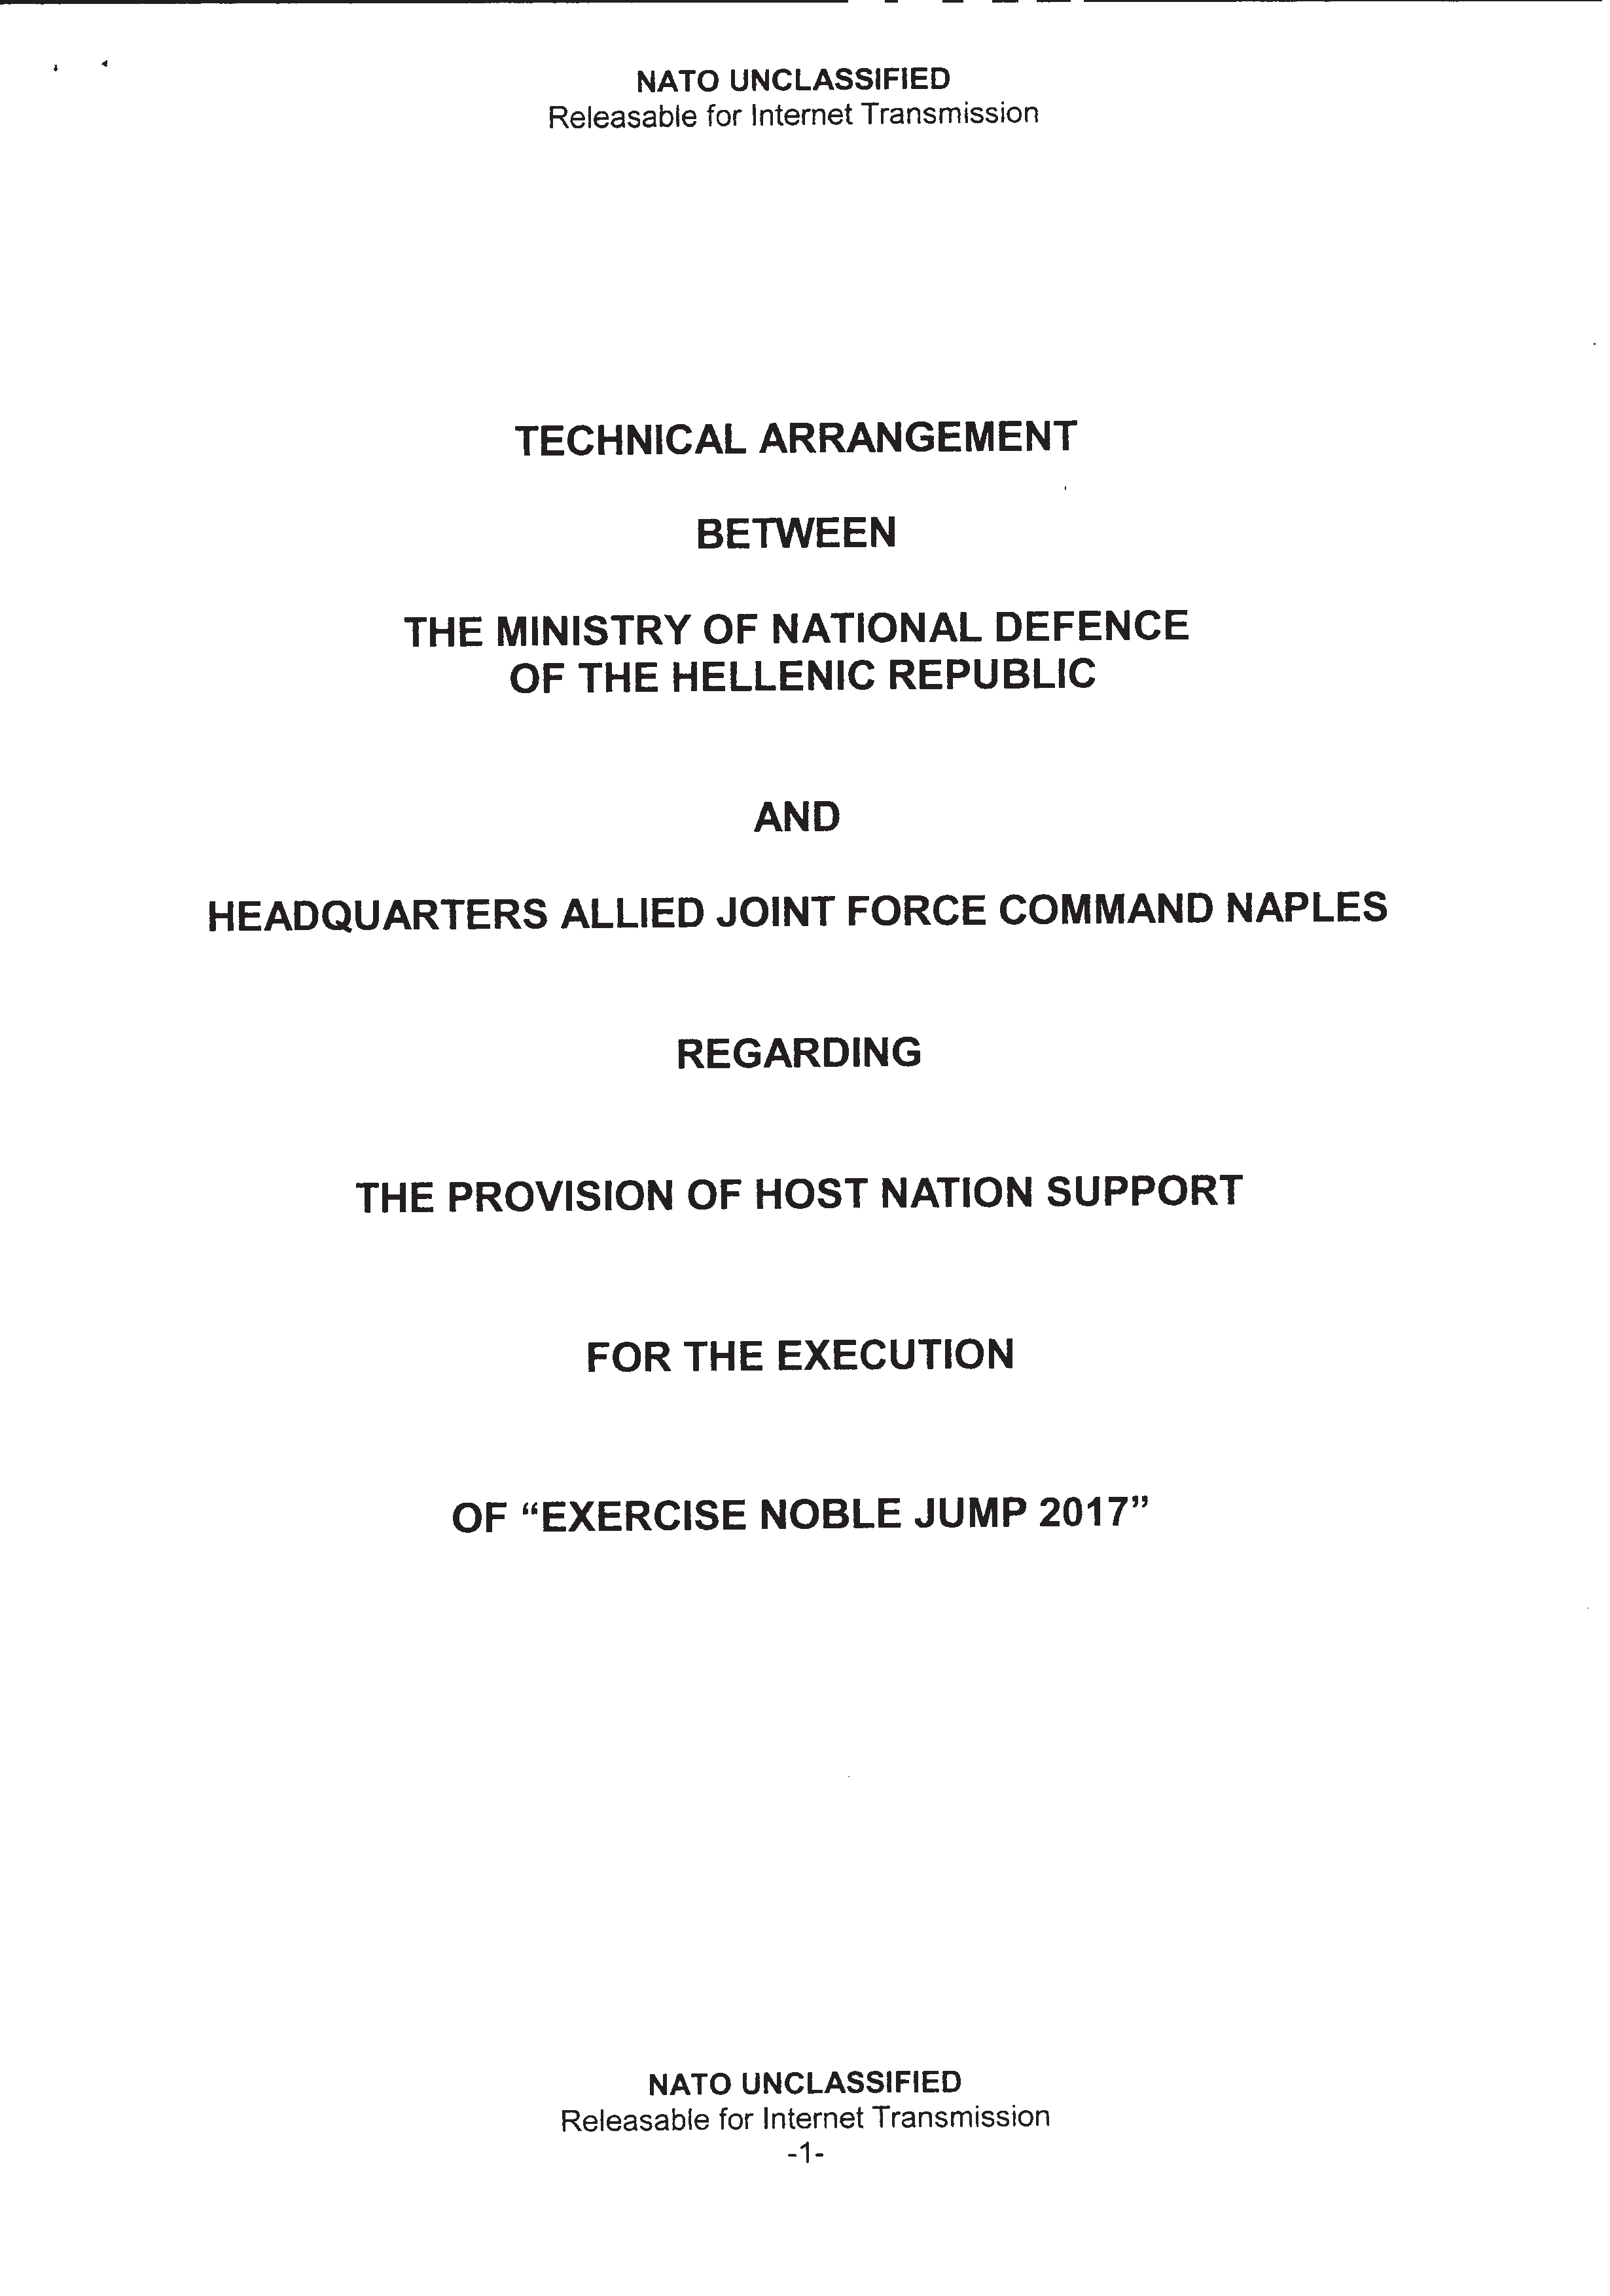 NATO UNCLASSIFIED
Releasable for Internet Transmission
TECHNICAL ARRANGEMENT
BETWEEN
THE MINISTRY OF NATIONAL DEFENCE
OF THE HELLENIC REPUBLIC
AND
HEADQUARTERS ALLIED JOINT FORCE COMMAND NAPLES
REGARDING
THE PROVISION OF HOST NATION SUPPORT
FOR THE EXECUTION
OF “EXERCISE NOBLE JUMP 2017”
NATO UNCLASSIFIED
Releasable for Internet Transmission
-1-